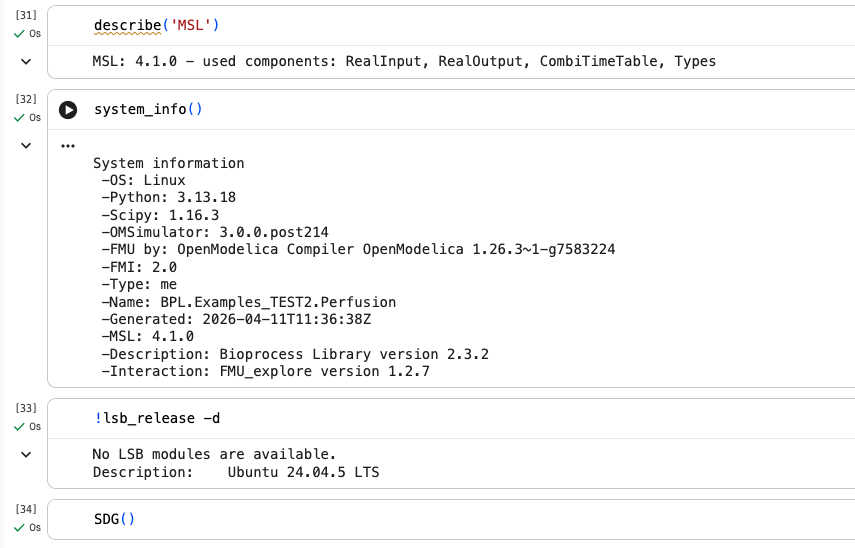 [31]
0s
describe('MSL')
MSL: 4.1.0 – used components: RealInput, RealOutput, CombiTimeTable, Types
[32]
0s
system_info()
...
System information
-OS: Linux
-Python: 3.13.18
-Scipy: 1.16.3
-OMSimulator: 3.0.0.post214
-FMU by: OpenModelica Compiler OpenModelica 1.26.3~1-g7583224
-FMI: 2.0
-Type: me
-Name: BPL.Examples_TEST2.Perfusion
-Generated: 2026-04-11T11:36:38Z
-MSL: 4.1.0
-Description: Bioprocess Library version 2.3.2
-Interaction: FMU_explore version 1.2.7
[33]
0s
!lsb_release -d
No LSB modules are available.
Description:    Ubuntu 24.04.5 LTS
[34]
0s
SDG()